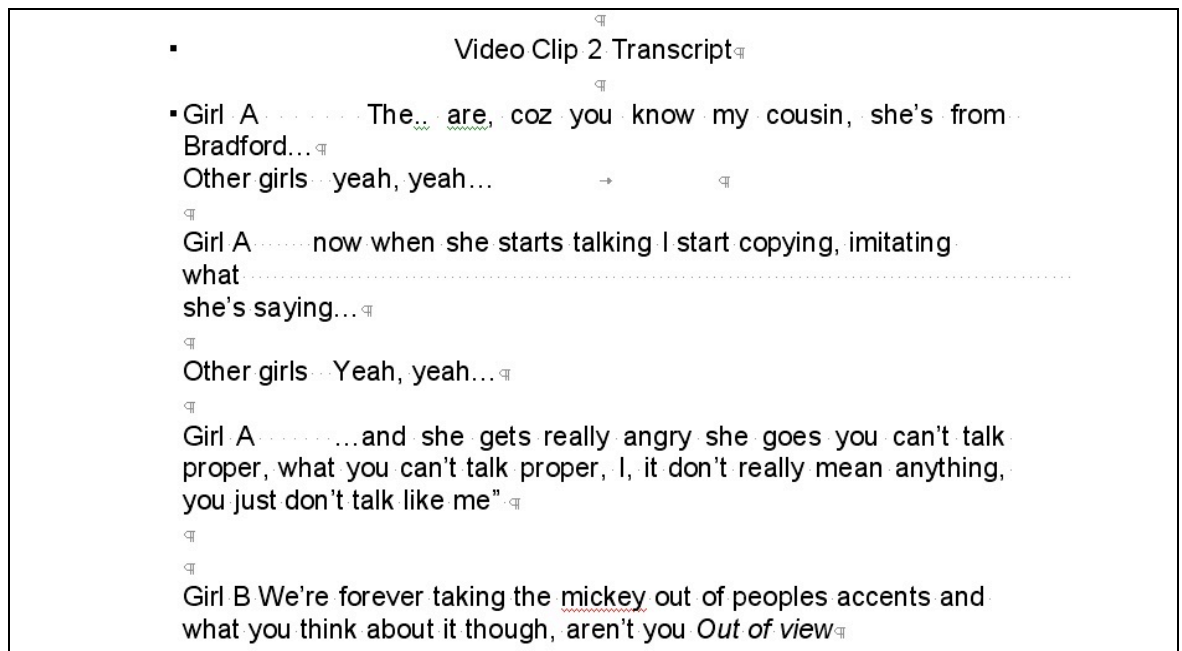 Video Clip 2 Transcript
Girl A The.. are, coz you know my cousin, she’s from
Bradford…
Other girls yeah, yeah…
Girl A now when she starts talking I start copying, imitating
what
she’s saying…
Other girls Yeah, yeah…
Girl A …and she gets really angry she goes you can’t talk
proper, what you can’t talk proper, I, it don’t really mean anything,
you just don’t talk like me”
Girl B We’re forever taking the mickey out of peoples accents and
what you think about it though, aren’t you Out of view